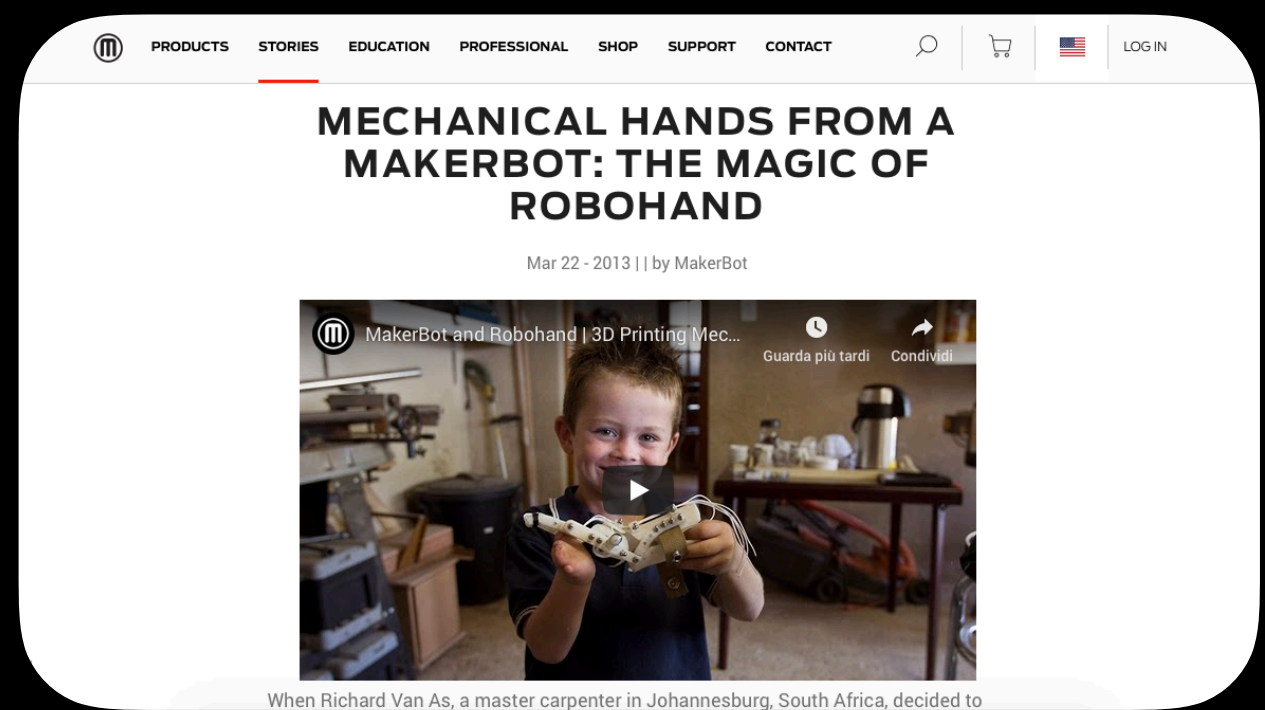 PRODUCTS STORIES EDUCATION PROFESSIONAL SHOP SUPPORT CONTACT LOG IN
MECHANICAL HANDS FROM A
MAKERBOT: THE MAGIC OF
ROBOHAND
Mar 22 - 2013 | | by MakerBot
MakerBot and Robohand | 3D Printing Mec...
Guarda più tardi Condividi
When Richard Van As, a master carpenter in Johannesburg, South Africa, decided to